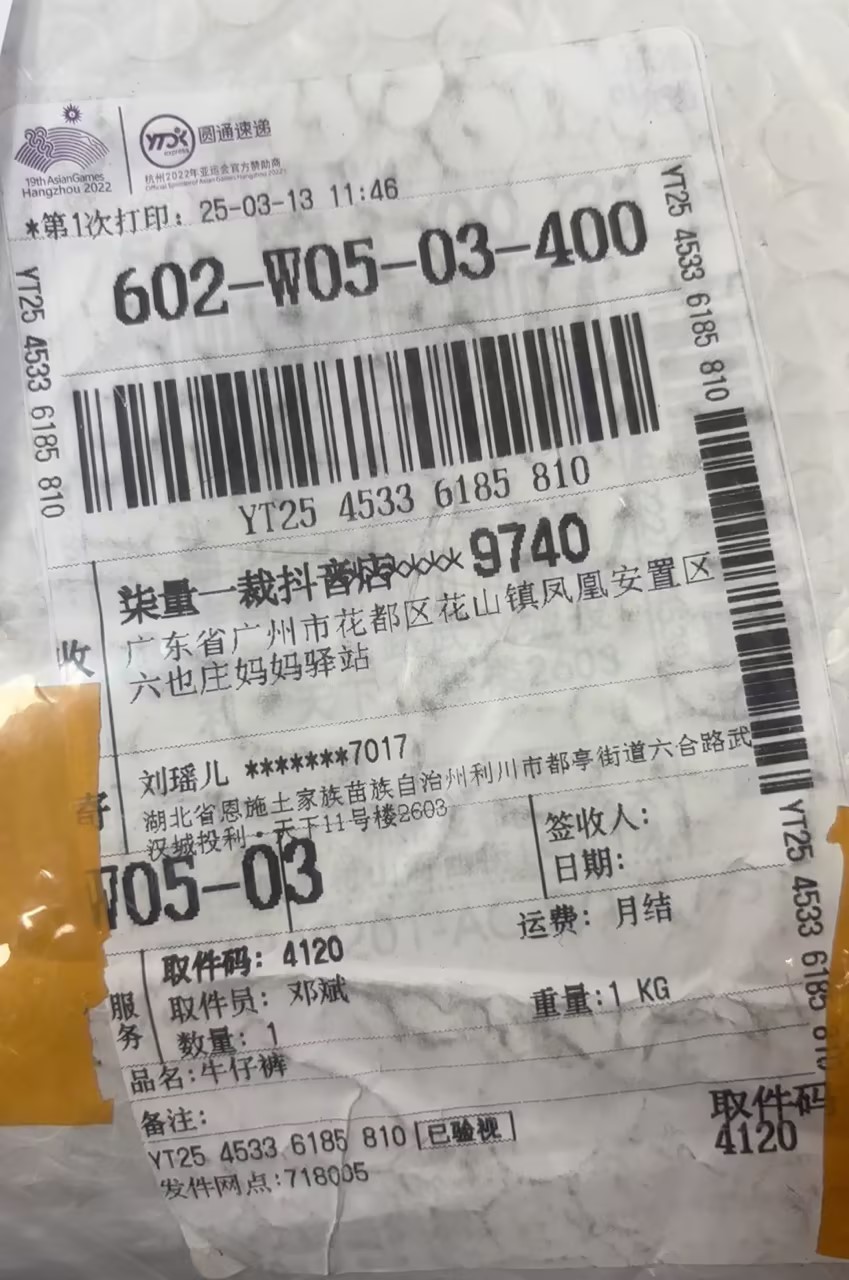 19th AsianGames
Hangzhou 2022
YTO express 圆通速递
杭州2022年亚运会官方赞助商
Official Sponsor of Asian Games Hangzhou 2022
*第1次打印: 25-03-13 11:46
602-W05-03-400
YT25 4533 6185 810
YT25 4533 6185 810
YT25 4533 6185 810
柒量一裁抖音店××××9740
收
广东省广州市花都区花山镇凤凰安置区
六也庄妈妈驿站
寄
刘瑶儿 *******7017
湖北省恩施土家族苗族自治州利川市都亭街道六合路武
汉城投利·天下11号楼2603
W05-03
签收人:
日期:
运费: 月结
YT25 4533 6185 810
服务
取件码: 4120
取件员: 邓斌
重量:1 KG
数量: 1
品名:牛仔裤
备注:
取件码
4120
YT25 4533 6185 810 [已验视]
发件网点:718005